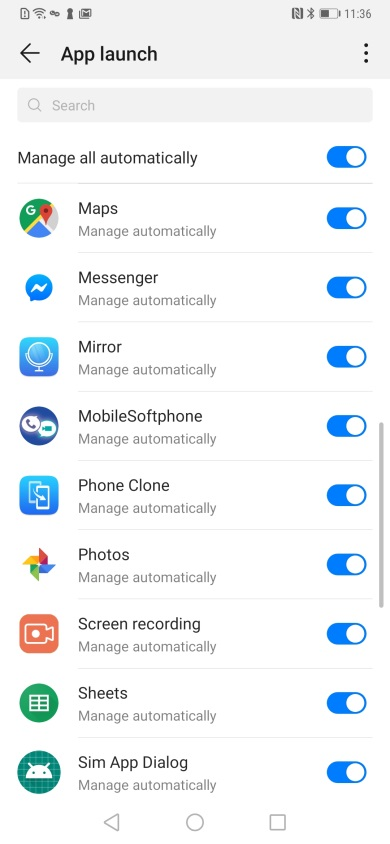 11:36
App launch
Search
Manage all automatically
Maps
Manage automatically
Messenger
Manage automatically
Mirror
Manage automatically
MobileSoftphone
Manage automatically
Phone Clone
Manage automatically
Photos
Manage automatically
Screen recording
Manage automatically
Sheets
Manage automatically
Sim App Dialog
Manage automatically